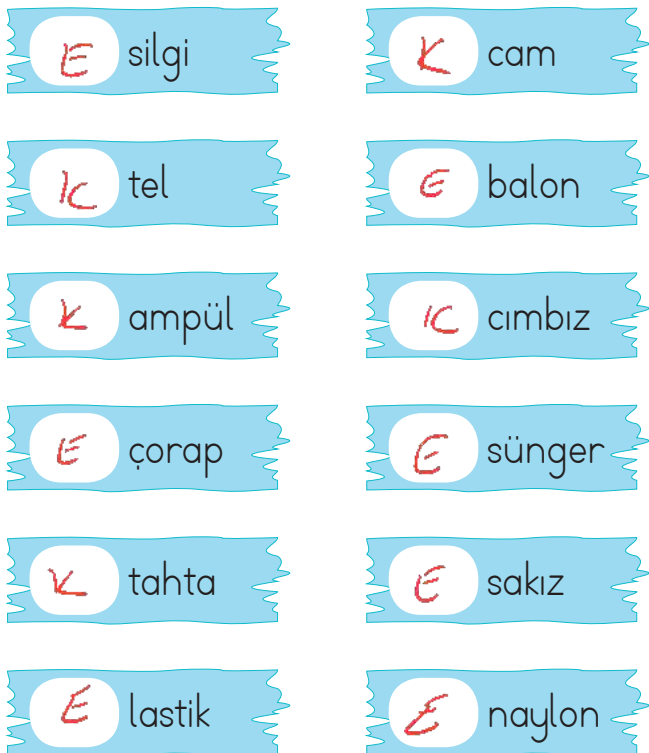 E silgi
K cam
K tel
E balon
K ampül
K cımbız
E çorap
E sünger
K tahta
E sakız
E lastik
E naylon